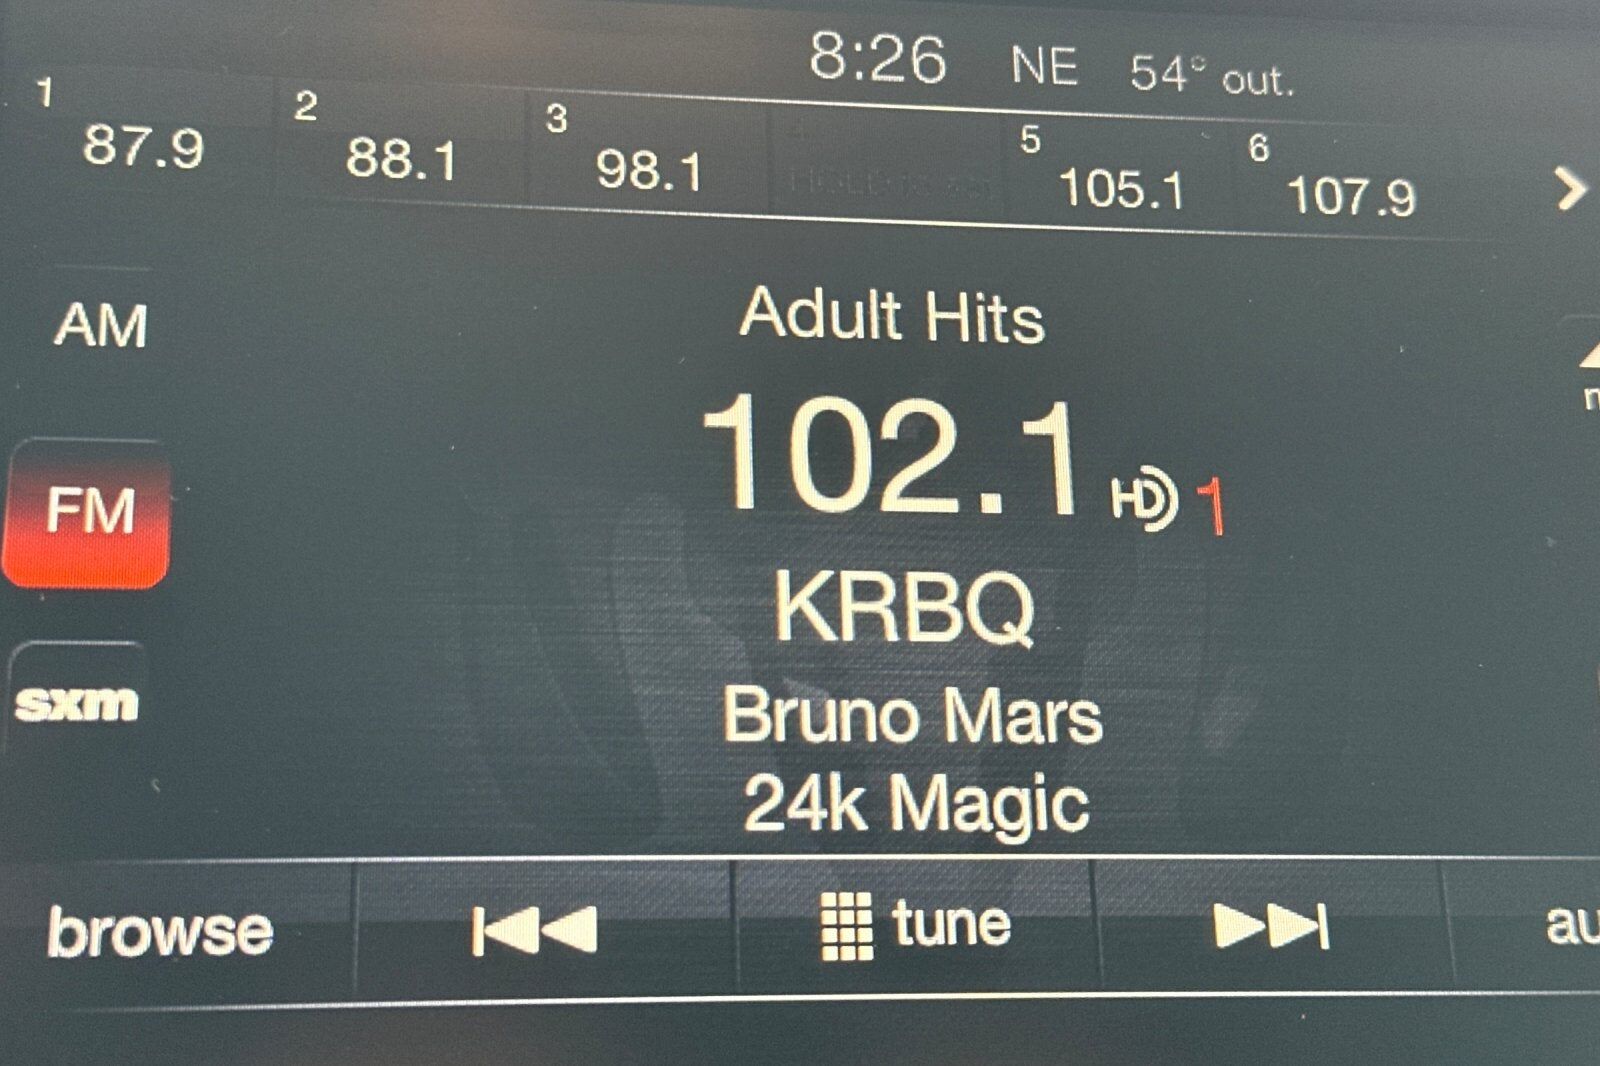 8:26 NE 54° out.
1 87.9 2 88.1 3 98.1 5 105.1 6 107.9
AM
Adult Hits
102.1 HD 1
FM
KRBQ
sxm
Bruno Mars
24k Magic
browse tune